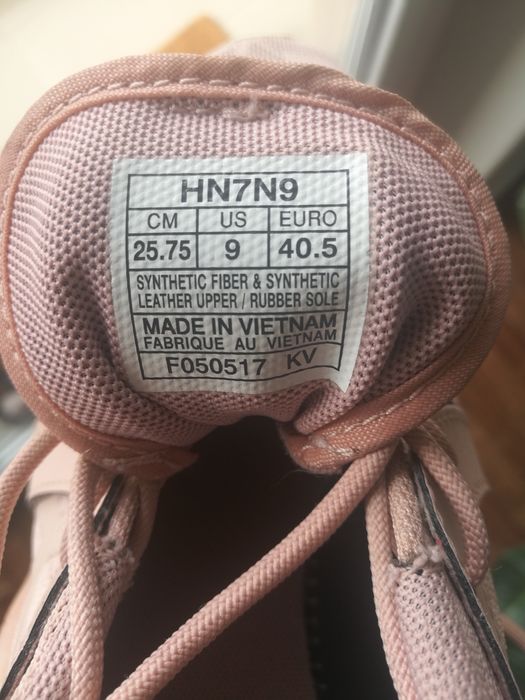 HN7N9
CM US EURO
25.75 9 40.5
SYNTHETIC FIBER & SYNTHETIC
LEATHER UPPER / RUBBER SOLE
MADE IN VIETNAM
FABRIQUE AU VIETNAM
F050517 KV